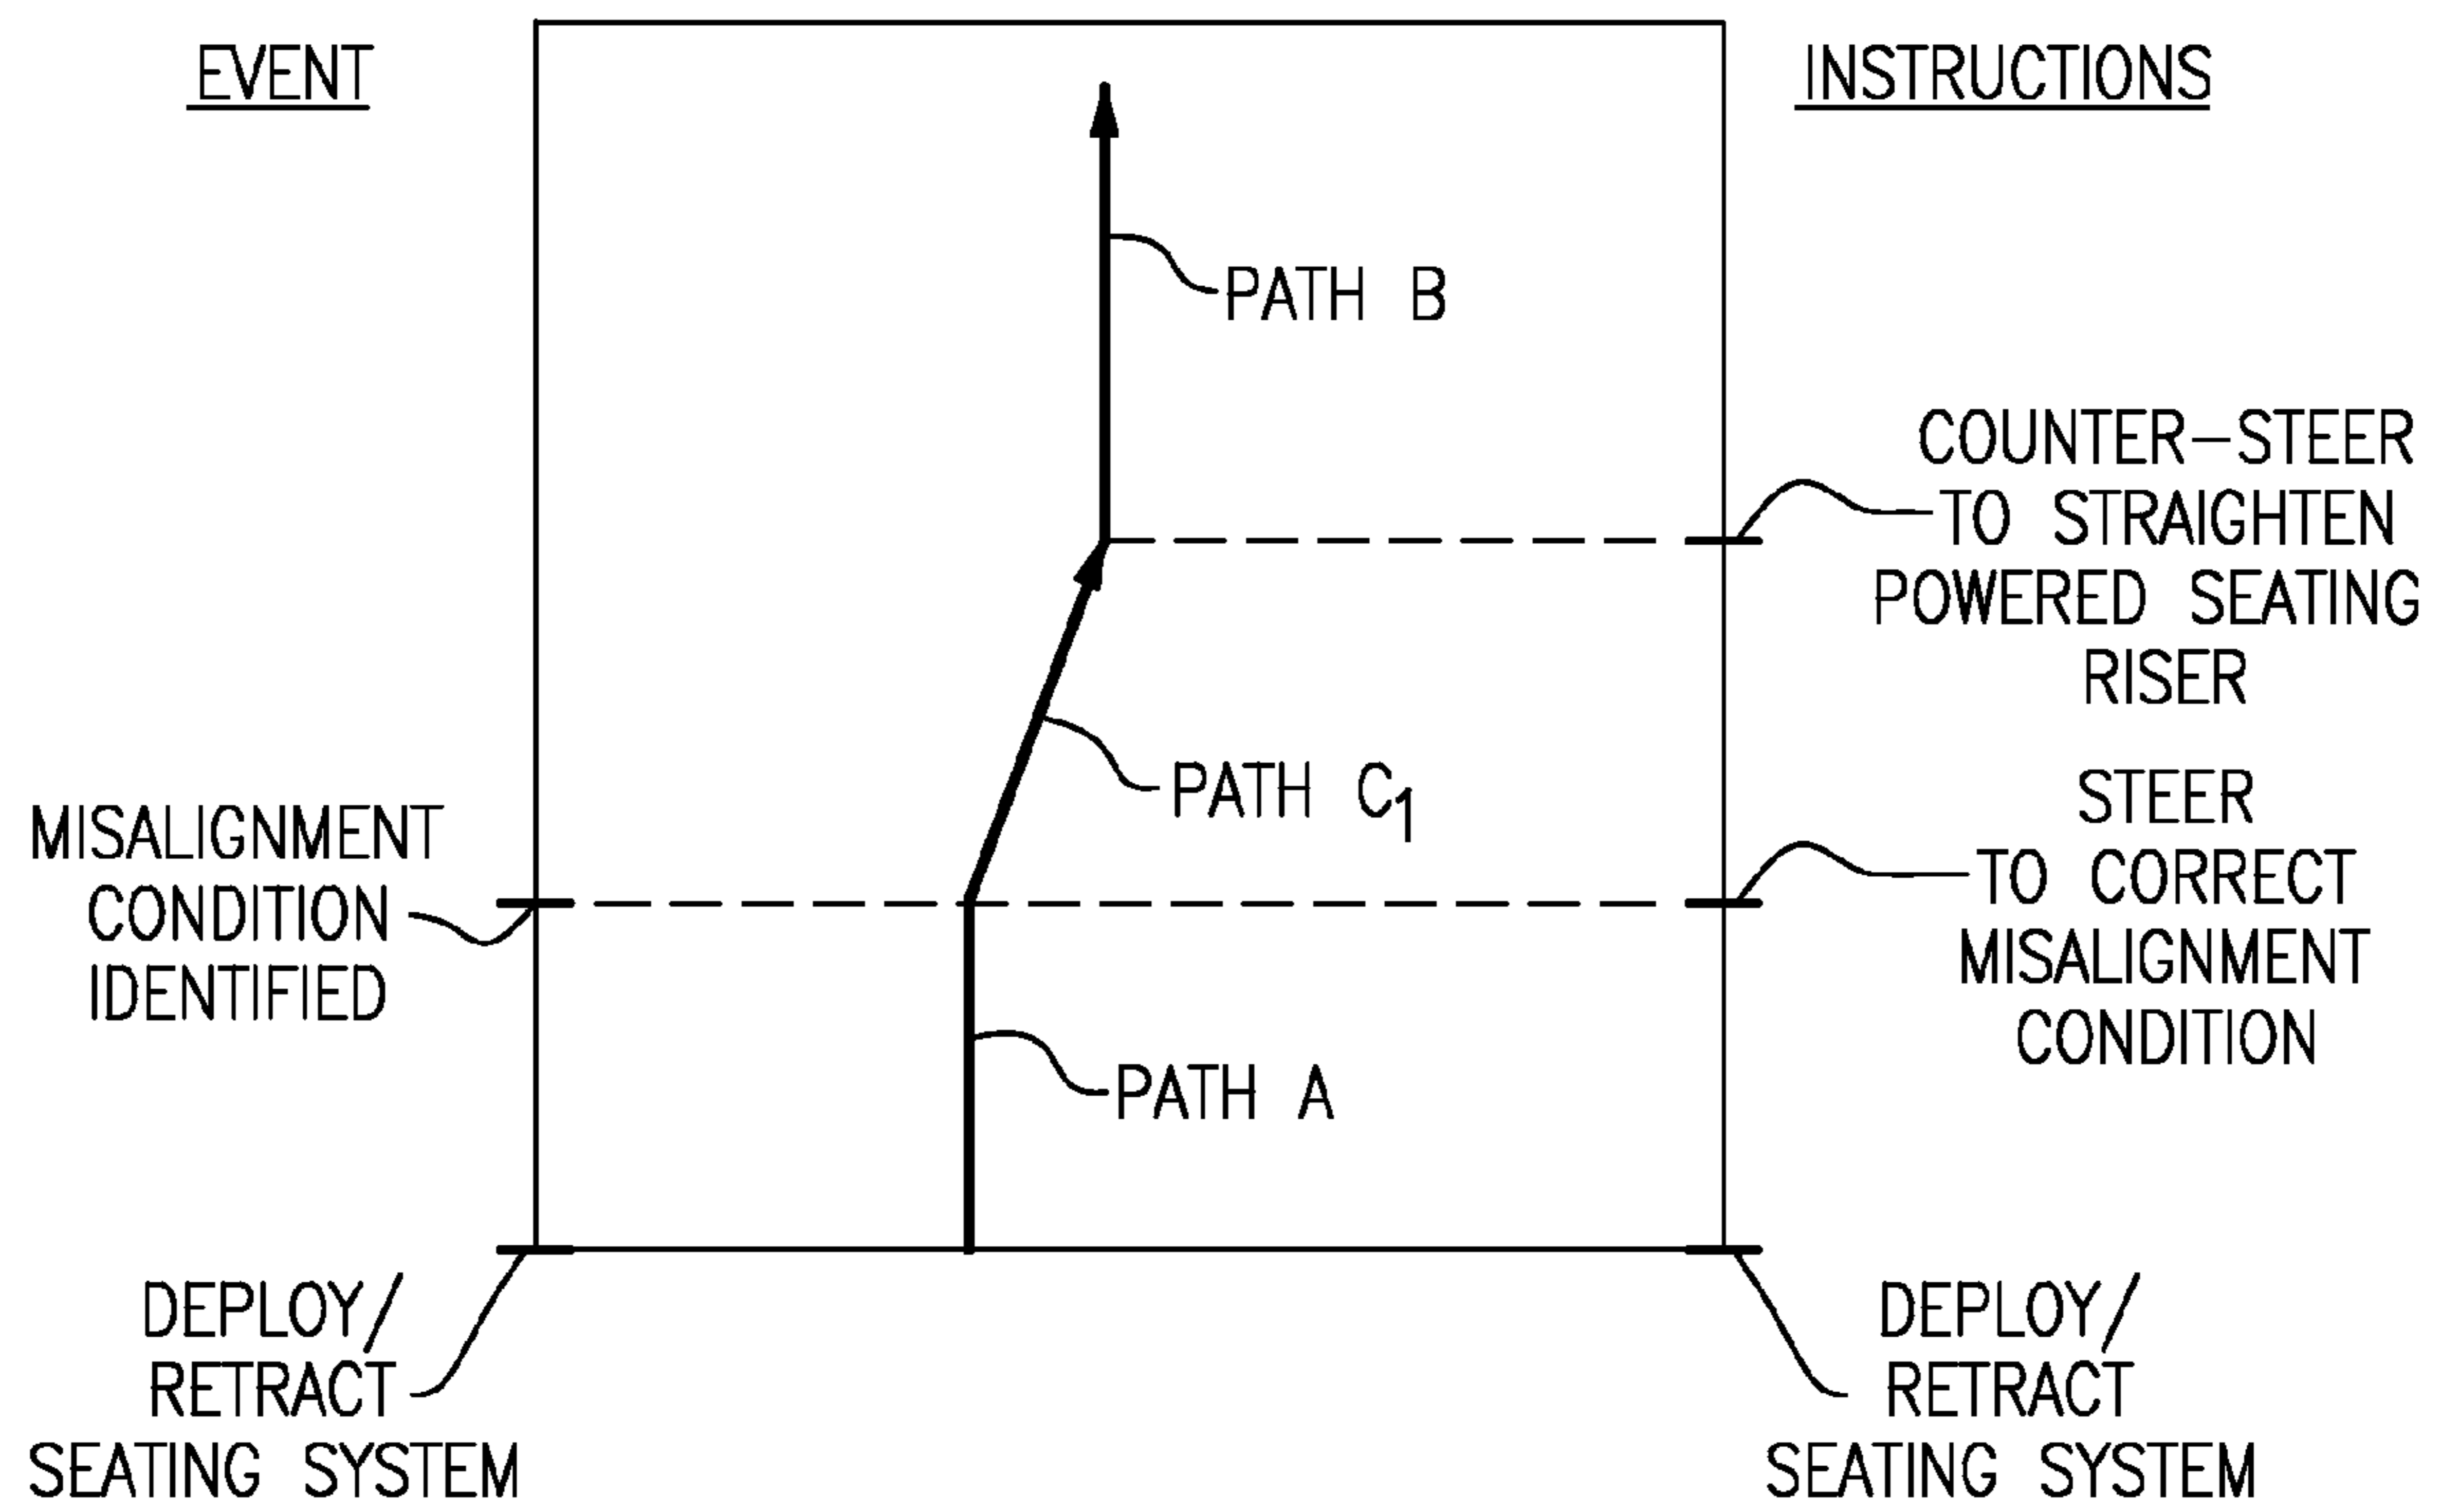 EVENT
INSTRUCTIONS
PATH B
COUNTER-STEER
TO STRAIGHTEN
POWERED SEATING
RISER
PATH C1
STEER
TO CORRECT
MISALIGNMENT
CONDITION
MISALIGNMENT
CONDITION
IDENTIFIED
PATH A
DEPLOY/
RETRACT
SEATING SYSTEM
DEPLOY/
RETRACT
SEATING SYSTEM